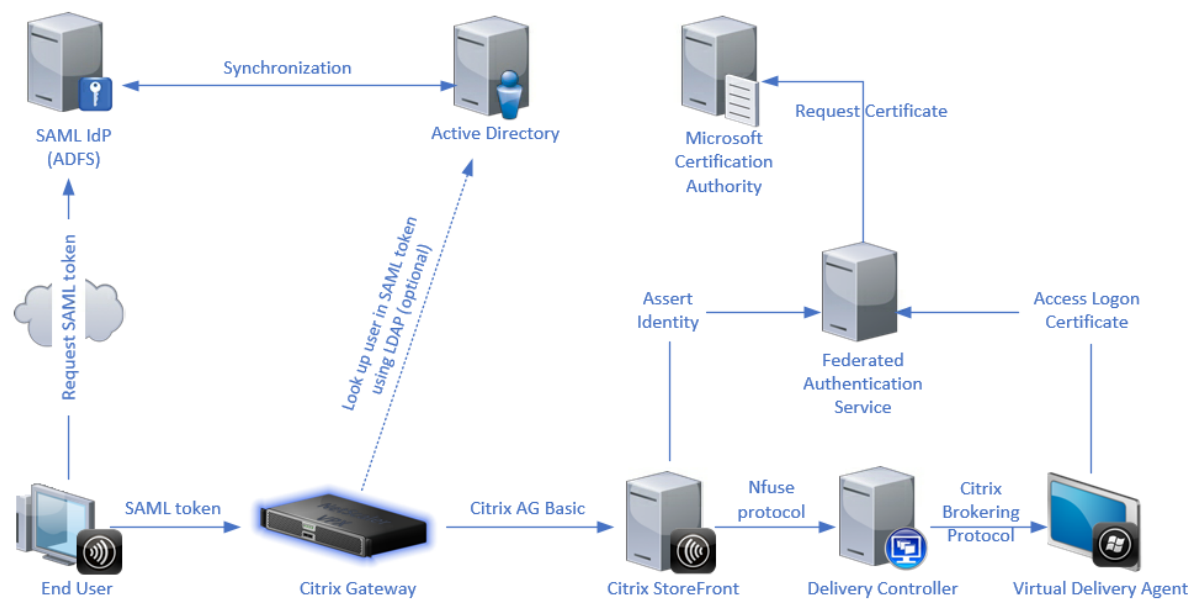 Synchronization
SAML IdP
(ADFS)
Active Directory
Request Certificate
Microsoft
Certification
Authority
Request SAML token
Look up user in SAML token
using LDAP (optional)
Assert
Identity
Access Logon
Certificate
Federated
Authentication
Service
SAML token
Citrix AG Basic
Nfuse
protocol
Citrix
Brokering
Protocol
End User
Citrix Gateway
Citrix StoreFront
Delivery Controller
Virtual Delivery Agent